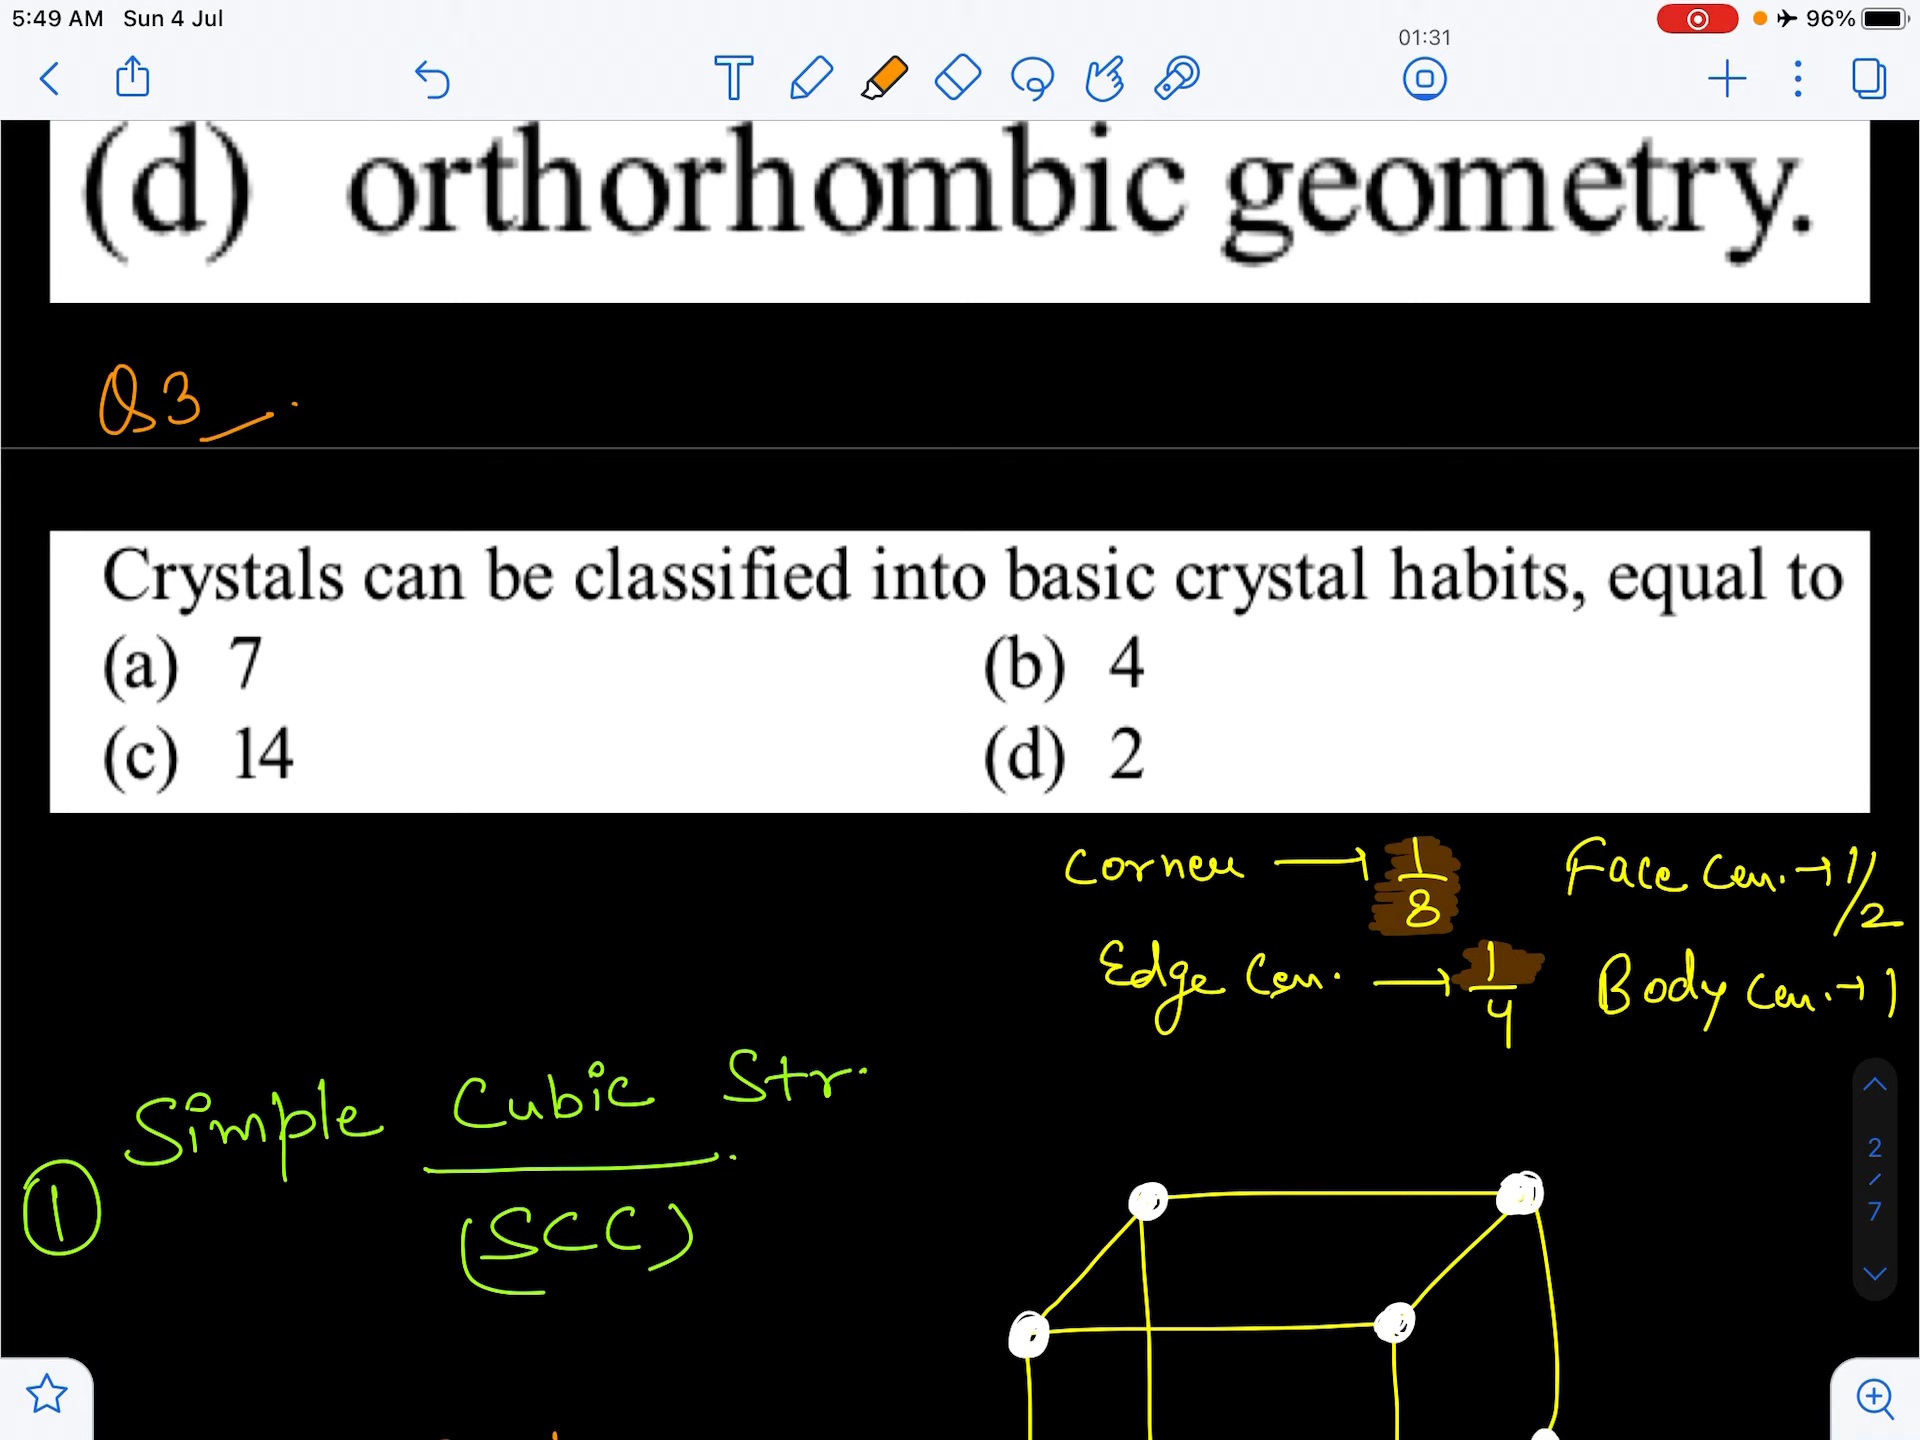 5:49 AM Sun 4 Jul
96%
01:31
(d) orthorhombic geometry.
Q3
Crystals can be classified into basic crystal habits, equal to
(a) 7 (b) 4
(c) 14 (d) 2
Corner → 1/8 Face Cen. → 1/2
Edge Cen. → 1/4 Body Cen. → 1
Simple Cubic Str.
1
(SCC)
2
/
7